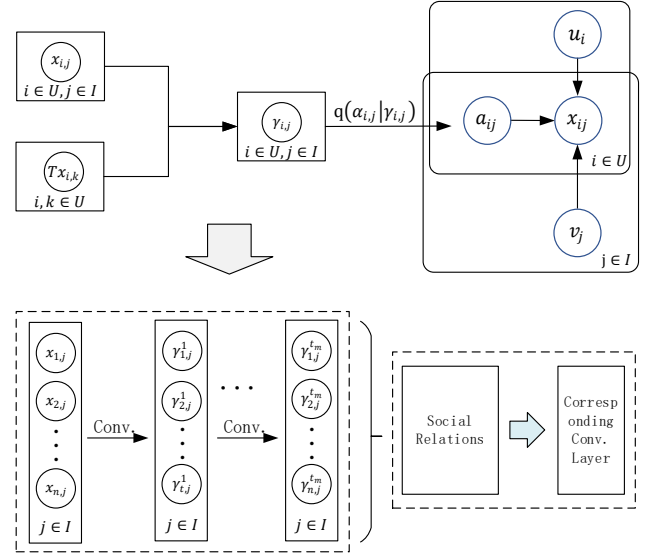 x_{i,j}
i ∈ U, j ∈ I
Tx_{i,k}
i, k ∈ U
γ_{i,j}
i ∈ U, j ∈ I
q(α_{i,j}|γ_{i,j})
u_i
a_{ij}
x_{ij}
i ∈ U
v_j
j ∈ I
x_{1,j}
x_{2,j}
x_{n,j}
j ∈ I
Conv.
γ^1_{1,j}
γ^1_{2,j}
γ^1_{t,j}
j ∈ I
. . .
Conv.
γ^{t_m}_{1,j}
γ^{t_m}_{2,j}
γ^{t_m}_{n,j}
j ∈ I
Social
Relations
Corresp
onding
Conv.
Layer